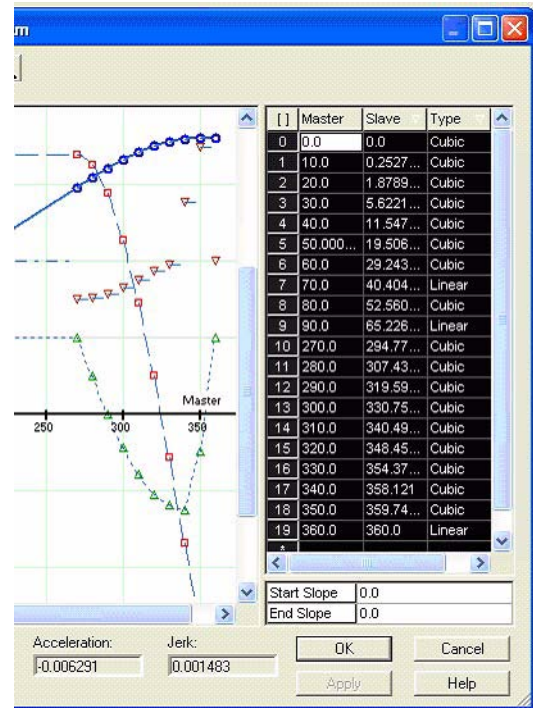 am
[ ] Master Slave Type
0 0.0 0.0 Cubic
1 10.0 0.2527... Cubic
2 20.0 1.8789... Cubic
3 30.0 5.6221... Cubic
4 40.0 11.547... Cubic
5 50.000... 19.506... Cubic
6 60.0 29.243... Cubic
7 70.0 40.404... Linear
8 80.0 52.560... Cubic
9 90.0 65.226... Linear
10 270.0 294.77... Cubic
11 280.0 307.43... Cubic
12 290.0 319.59... Cubic
13 300.0 330.75... Cubic
14 310.0 340.49... Cubic
15 320.0 348.45... Cubic
16 330.0 354.37... Cubic
17 340.0 358.121 Cubic
18 350.0 359.74... Cubic
19 360.0 360.0 Linear
*
Master
250 300 350
Start Slope 0.0
End Slope 0.0
Acceleration: Jerk:
-0.006291 0.001483
OK Cancel
Apply Help